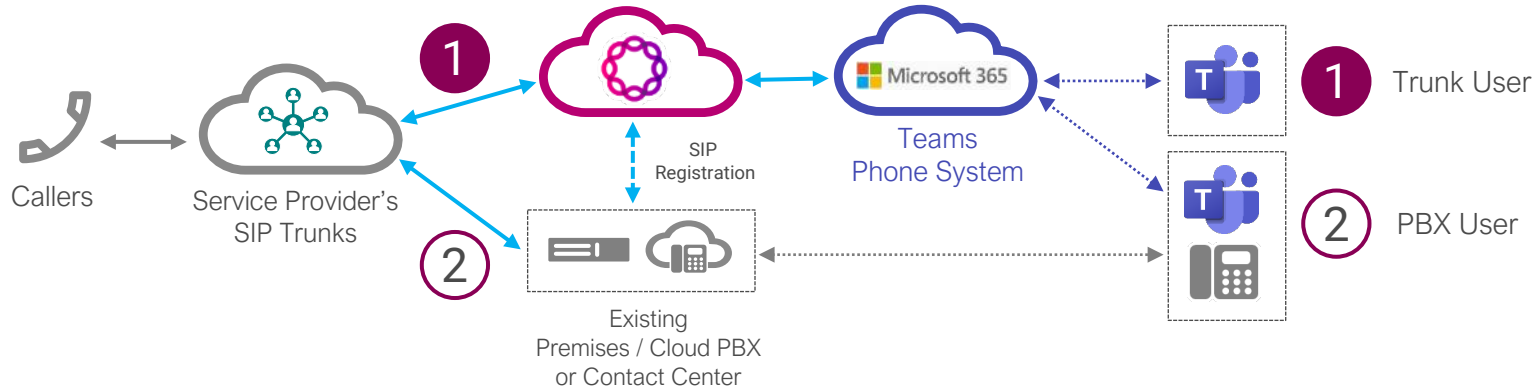 Callers
Service Provider's
SIP Trunks
1
2
SIP
Registration
Existing
Premises / Cloud PBX
or Contact Center
Microsoft 365
Teams
Phone System
T
1
Trunk User
T
2
PBX User